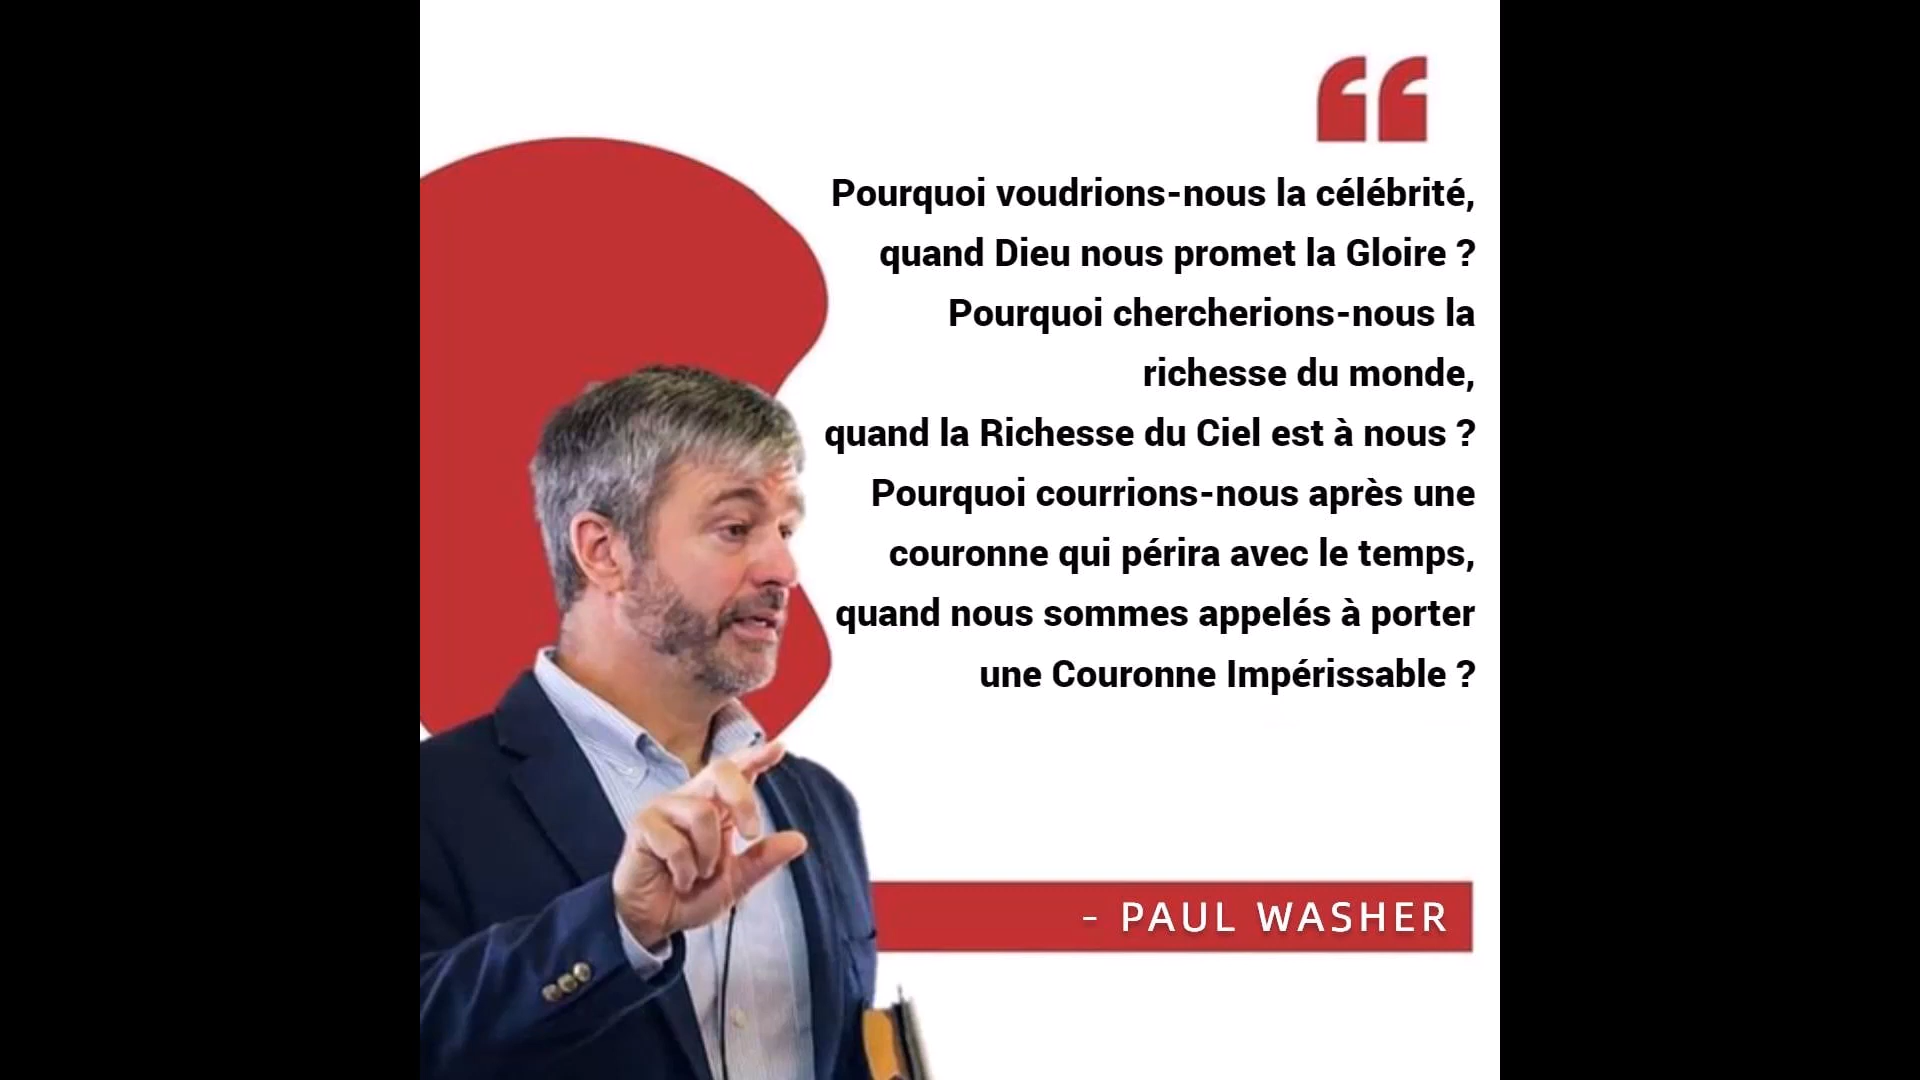 Pourquoi voudrions-nous la célébrité,
quand Dieu nous promet la Gloire ?
Pourquoi chercherions-nous la
richesse du monde,
quand la Richesse du Ciel est à nous ?
Pourquoi courrions-nous après une
couronne qui périra avec le temps,
quand nous sommes appelés à porter
une Couronne Impérissable ?
- PAUL WASHER